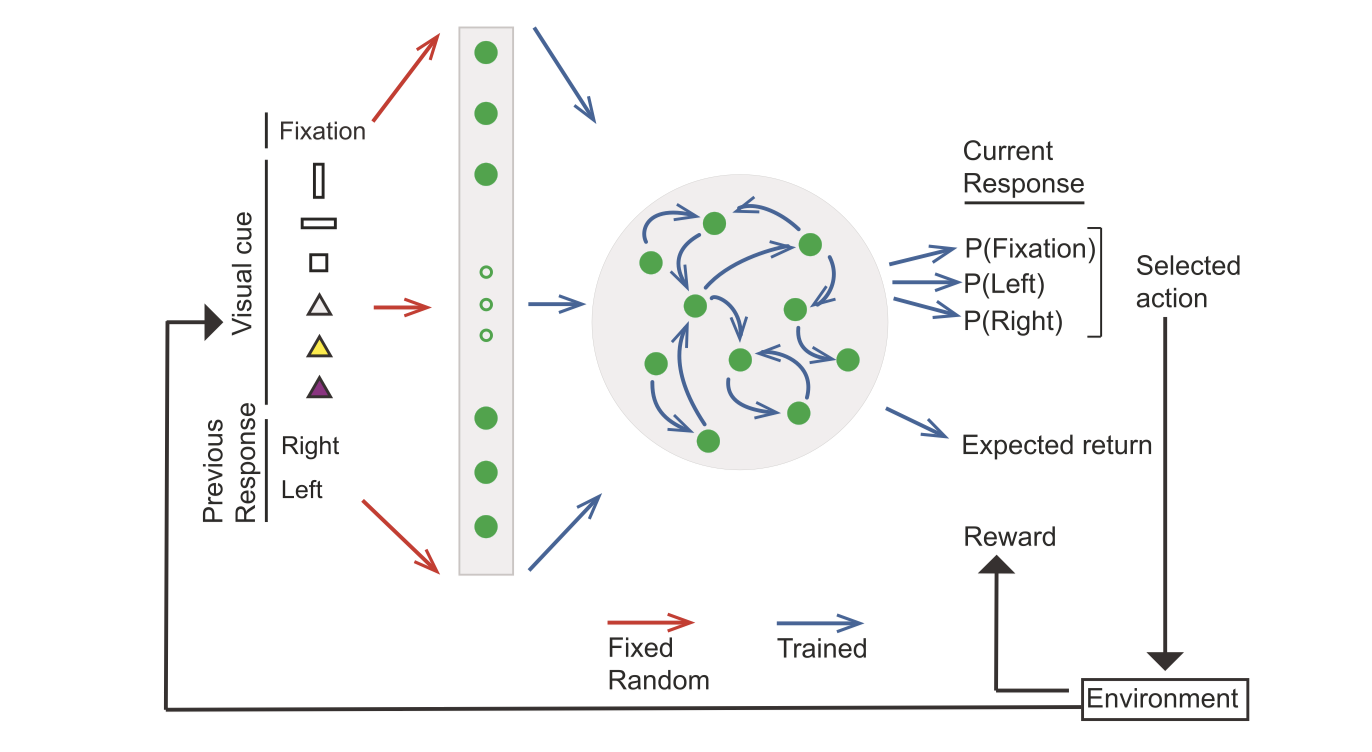 Fixation
Visual cue
Previous
Response
Right
Left
Current
Response
P(Fixation)
P(Left)
P(Right)
Selected
action
Expected return
Reward
Environment
Fixed
Random
Trained